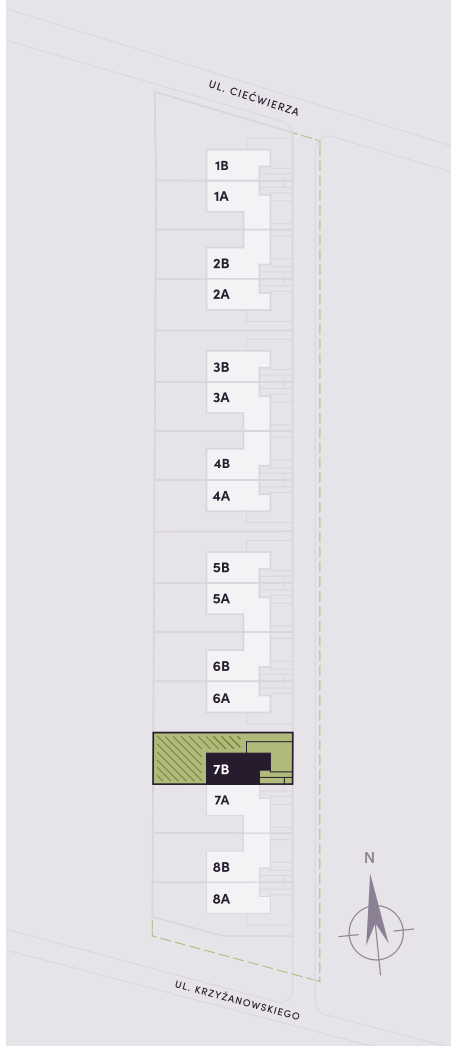 UL. CIEĆWIERZA
1B
1A
2B
2A
3B
3A
4B
4A
5B
5A
6B
6A
7B
7A
8B
8A
N
UL. KRZYŻANOWSKIEGO